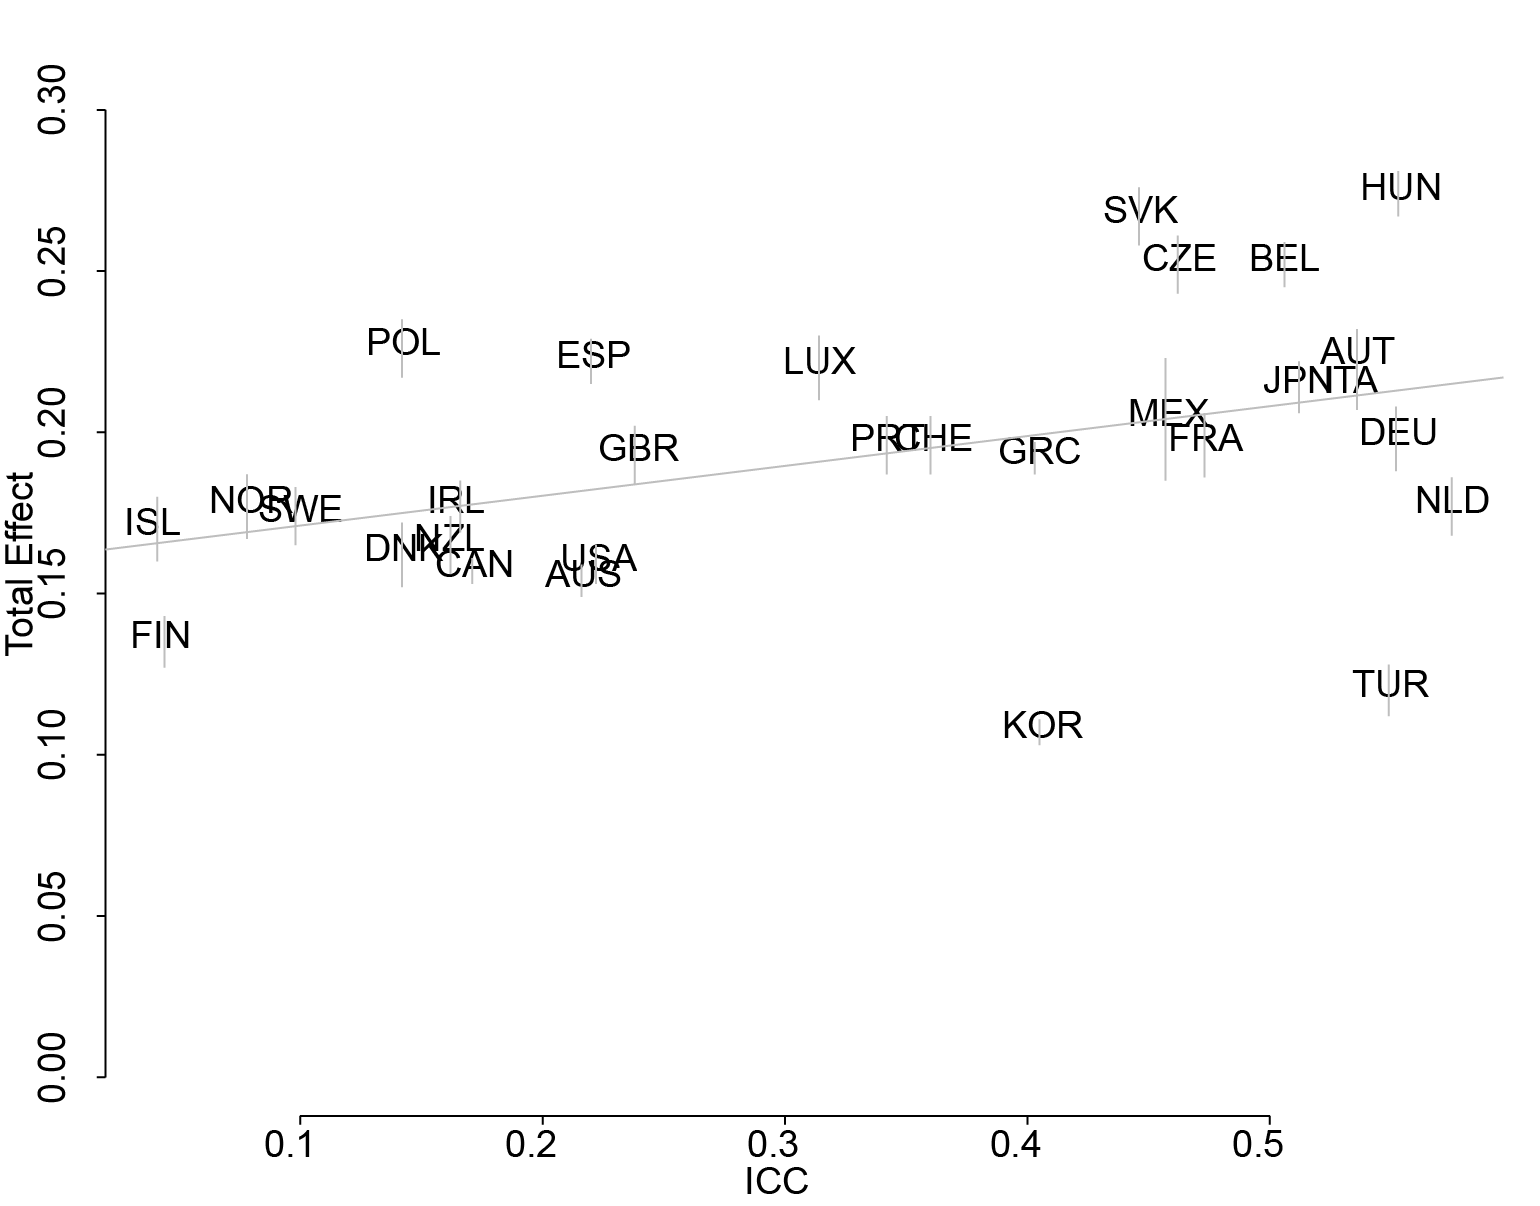 0.30
HUN
SVK
0.25
CZE
BEL
POL
ESP
LUX
AUT
JPN
ITA
0.20
MEX
PRT
CHE
FRA
DEU
GBR
GRC
NOR
SWE
IRL
NLD
ISL
NZL
DNK
CAN
USA
AUS
0.15
Total Effect
FIN
TUR
KOR
0.10
0.05
0.00
0.1 0.2 0.3 0.4 0.5
ICC